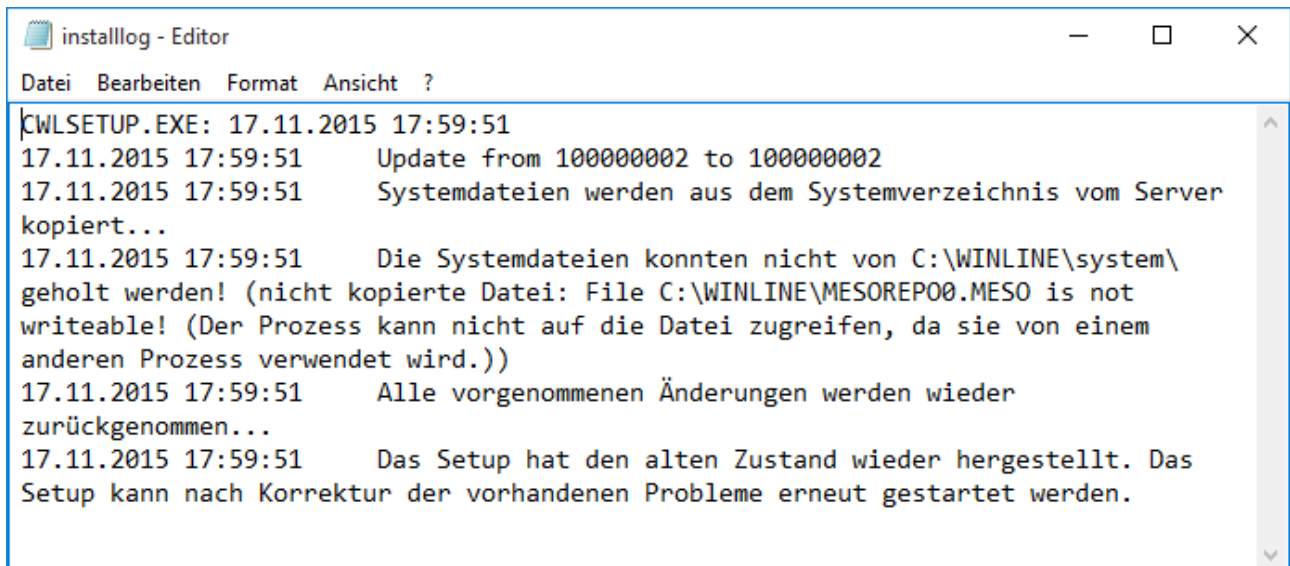 installlog - Editor
Datei Bearbeiten Format Ansicht ?
CWLSETUP.EXE: 17.11.2015 17:59:51
17.11.2015 17:59:51 Update from 100000002 to 100000002
17.11.2015 17:59:51 Systemdateien werden aus dem Systemverzeichnis vom Server
kopiert...
17.11.2015 17:59:51 Die Systemdateien konnten nicht von C:\WINLINE\system\
geholt werden! (nicht kopierte Datei: File C:\WINLINE\MESOREPO0.MESO is not
writeable! (Der Prozess kann nicht auf die Datei zugreifen, da sie von einem
anderen Prozess verwendet wird.))
17.11.2015 17:59:51 Alle vorgenommenen Änderungen werden wieder
zurückgenommen...
17.11.2015 17:59:51 Das Setup hat den alten Zustand wieder hergestellt. Das
Setup kann nach Korrektur der vorhandenen Probleme erneut gestartet werden.